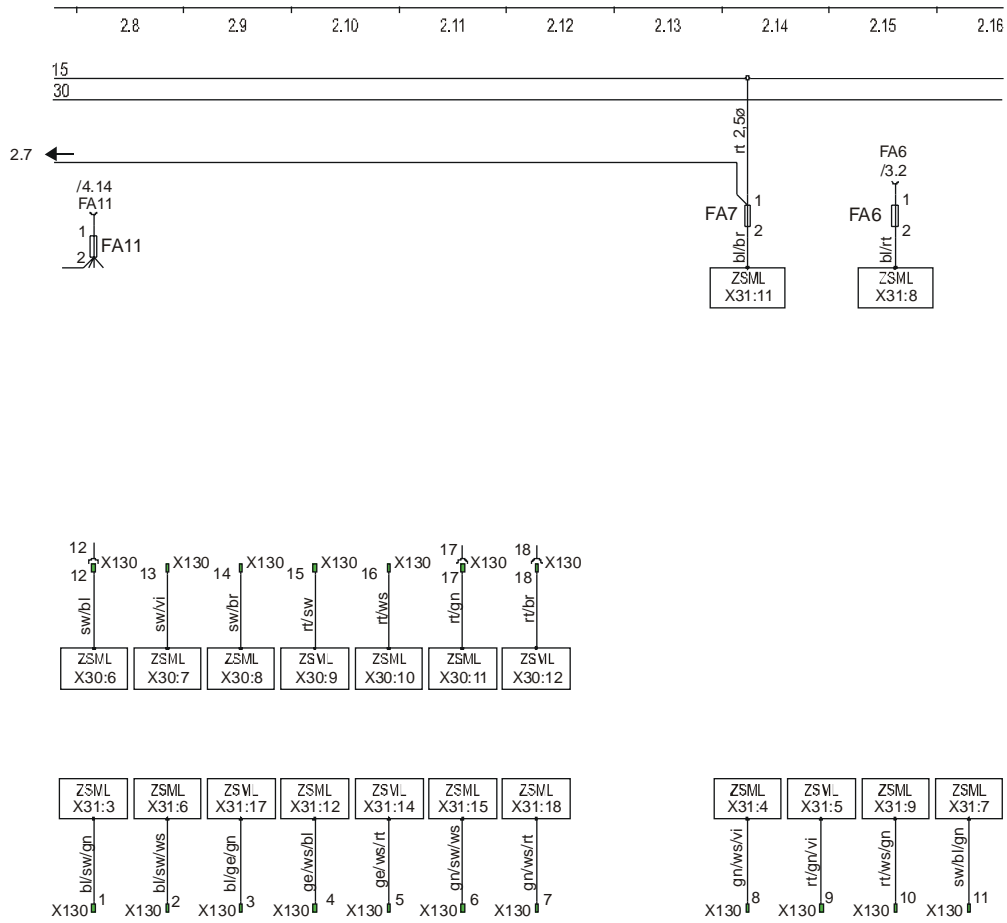 2.8 2.9 2.10 2.11 2.12 2.13 2.14 2.15 2.16
15
30
rt 2,5ø
2.7
FA6
/3.2
/4.14
FA11
1
FA11
2
FA7
1
2
bl/br
FA6
1
2
bl/rt
ZSML
X31:11
ZSML
X31:8
12 17 18
X130 X130 X130 X130 X130 X130 X130
12 13 14 15 16 17 18
sw/bl sw/vi sw/br rt/sw rt/ws rt/gn rt/br
ZSML ZSML ZSML ZSML ZSML ZSML ZSML
X30:6 X30:7 X30:8 X30:9 X30:10 X30:11 X30:12
ZSML ZSML ZSML ZSML ZSML ZSML ZSML ZSML ZSML ZSML ZSML
X31:3 X31:6 X31:17 X31:12 X31:14 X31:15 X31:18 X31:4 X31:5 X31:9 X31:7
bl/sw/gn bl/sw/ws bl/ge/gn ge/ws/bl ge/ws/rt gn/sw/ws gn/ws/rt gn/ws/vi rt/gn/vi rt/ws/gn sw/bl/gn
X130 1 X130 2 X130 3 X130 4 X130 5 X130 6 X130 7 X130 8 X130 9 X130 10 X130 11